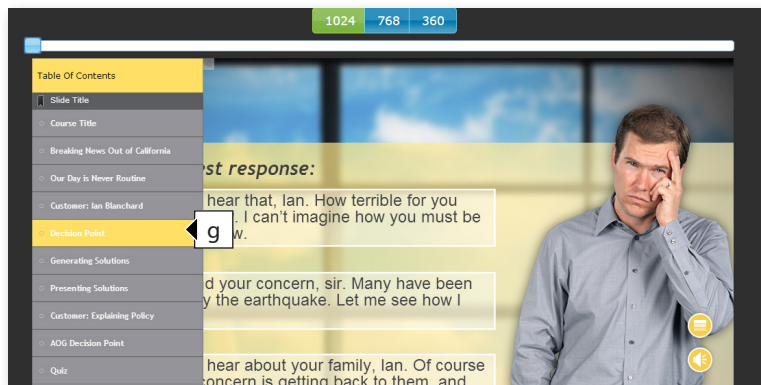 1024 768 360
Table Of Contents
Slide Title
Course Title
Breaking News Out of California
Our Day is Never Routine
Customer: Ian Blanchard
Decision Point
Generating Solutions
Presenting Solutions
Customer: Explaining Policy
AOG Decision Point
Quiz
g
est response:
hear that, Ian. How terrible for you
. I can't imagine how you must be
w.
d your concern, sir. Many have been
y the earthquake. Let me see how I
hear about your family, Ian. Of course
concern is getting back to them, and